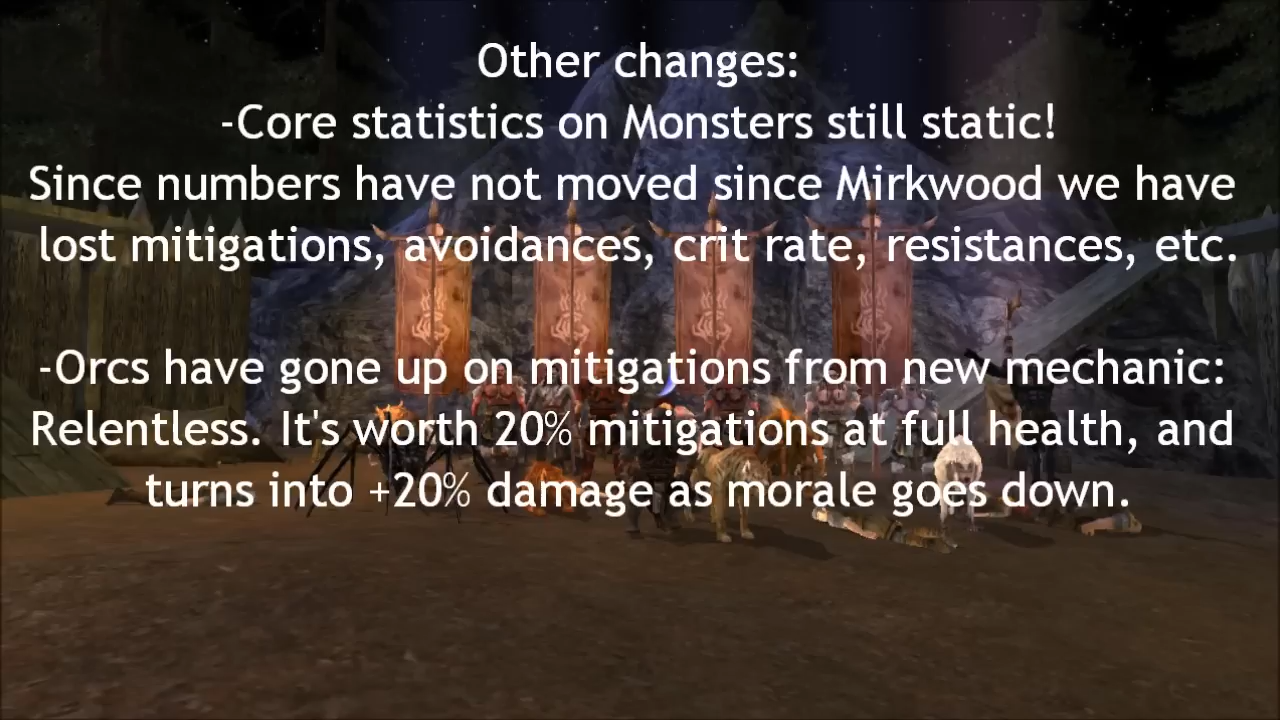 Other changes:
-Core statistics on Monsters still static!
Since numbers have not moved since Mirkwood we have
lost mitigations, avoidances, crit rate, resistances, etc.
-Orcs have gone up on mitigations from new mechanic:
Relentless. It's worth 20% mitigations at full health, and
turns into +20% damage as morale goes down.